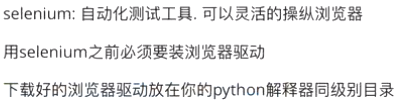 selenium: 自动化测试工具. 可以灵活的操纵浏览器
用selenium之前必须要装浏览器驱动
下载好的浏览器驱动放在你的python解释器同级别目录